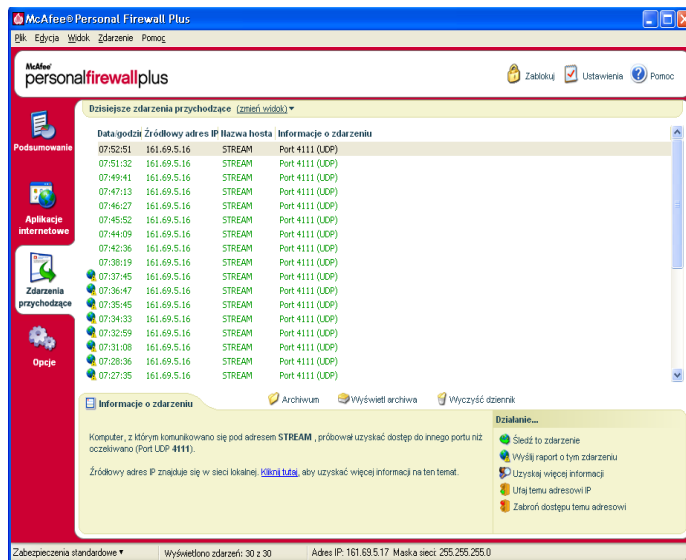 McAfee® Personal Firewall Plus
Plik Edycja Widok Zdarzenie Pomoc
McAfee®
personalfirewallplus
Zablokuj Ustawienia Pomoc
Podsumowanie
Aplikacje internetowe
Zdarzenia przychodzące
Opcje
Dzisiejsze zdarzenia przychodzące (zmień widok)
Data/godzi Źródłowy adres IP Nazwa hosta Informacje o zdarzeniu
07:52:51 161.69.5.16 STREAM Port 4111 (UDP)
07:51:32 161.69.5.16 STREAM Port 4111 (UDP)
07:49:41 161.69.5.16 STREAM Port 4111 (UDP)
07:47:13 161.69.5.16 STREAM Port 4111 (UDP)
07:46:27 161.69.5.16 STREAM Port 4111 (UDP)
07:45:52 161.69.5.16 STREAM Port 4111 (UDP)
07:44:09 161.69.5.16 STREAM Port 4111 (UDP)
07:42:36 161.69.5.16 STREAM Port 4111 (UDP)
07:38:19 161.69.5.16 STREAM Port 4111 (UDP)
07:37:45 161.69.5.16 STREAM Port 4111 (UDP)
07:36:47 161.69.5.16 STREAM Port 4111 (UDP)
07:35:45 161.69.5.16 STREAM Port 4111 (UDP)
07:34:33 161.69.5.16 STREAM Port 4111 (UDP)
07:32:59 161.69.5.16 STREAM Port 4111 (UDP)
07:31:08 161.69.5.16 STREAM Port 4111 (UDP)
07:28:36 161.69.5.16 STREAM Port 4111 (UDP)
07:27:35 161.69.5.16 STREAM Port 4111 (UDP)
Informacje o zdarzeniu
Archiwum Wyświetl archiwa Wyczyść dziennik
Komputer, z którym komunikowano się pod adresem STREAM , próbował uzyskać dostęp do innego portu niż
oczekiwano (Port UDP 4111).
Źródłowy adres IP znajduje się w sieci lokalnej. Kliknij tutaj, aby uzyskać więcej informacji na ten temat.
Działanie...
Śledź to zdarzenie
Wyślij raport o tym zdarzeniu
Uzyskaj więcej informacji
Ufaj temu adresowi IP
Zabroń dostępu temu adresowi
Zabezpieczenia standardowe Wyświetlono zdarzeń: 30 z 30 Adres IP: 161.69.5.17 Maska sieci: 255.255.255.0